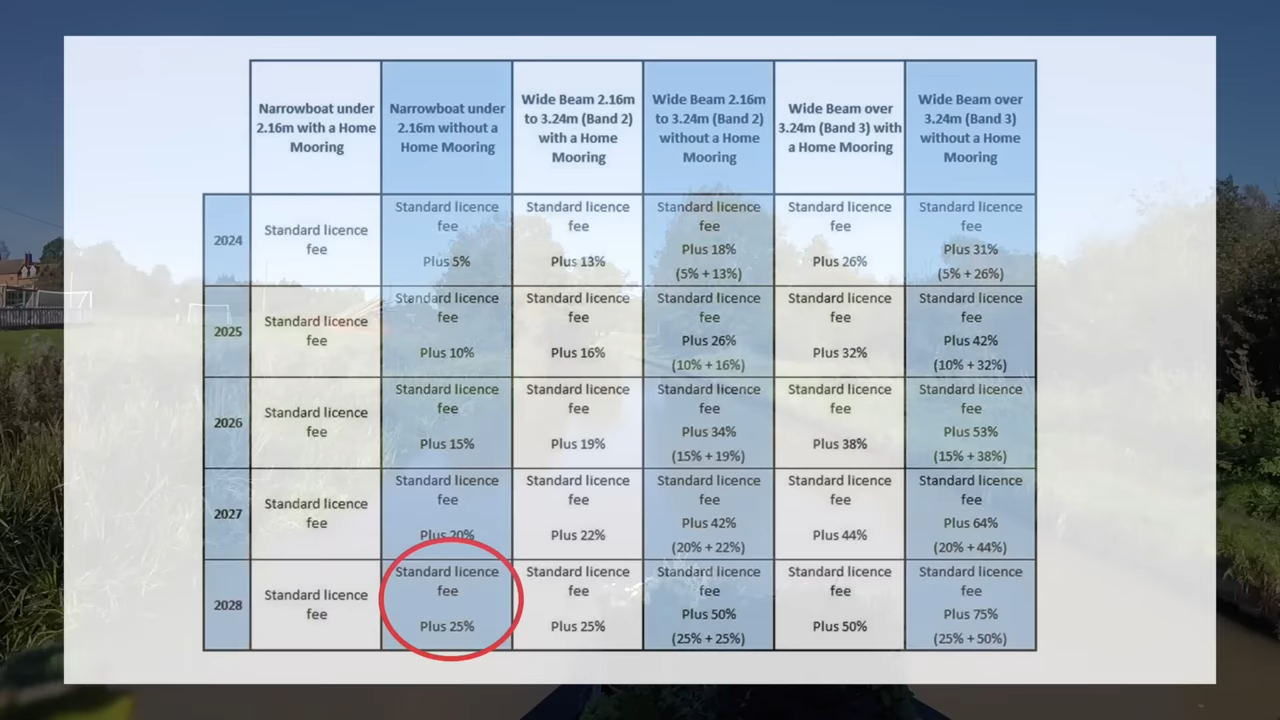 Narrowboat under
2.16m with a Home
Mooring
Narrowboat under
2.16m without a
Home Mooring
Wide Beam 2.16m
to 3.24m (Band 2)
with a Home
Mooring
Wide Beam 2.16m
to 3.24m (Band 2)
without a Home
Mooring
Wide Beam over
3.24m (Band 3) with
a Home Mooring
Wide Beam over
3.24m (Band 3)
without a Home
Mooring
2024
Standard licence
fee
Standard licence
fee
Plus 5%
Standard licence
fee
Plus 13%
Standard licence
fee
Plus 18%
(5% + 13%)
Standard licence
fee
Plus 26%
Standard licence
fee
Plus 31%
(5% + 26%)
2025
Standard licence
fee
Standard licence
fee
Plus 10%
Standard licence
fee
Plus 16%
Standard licence
fee
Plus 26%
(10% + 16%)
Standard licence
fee
Plus 32%
Standard licence
fee
Plus 42%
(10% + 32%)
2026
Standard licence
fee
Standard licence
fee
Plus 15%
Standard licence
fee
Plus 19%
Standard licence
fee
Plus 34%
(15% + 19%)
Standard licence
fee
Plus 38%
Standard licence
fee
Plus 53%
(15% + 38%)
2027
Standard licence
fee
Standard licence
fee
Plus 20%
Standard licence
fee
Plus 22%
Standard licence
fee
Plus 42%
(20% + 22%)
Standard licence
fee
Plus 44%
Standard licence
fee
Plus 64%
(20% + 44%)
2028
Standard licence
fee
Standard licence
fee
Plus 25%
Standard licence
fee
Plus 25%
Standard licence
fee
Plus 50%
(25% + 25%)
Standard licence
fee
Plus 50%
Standard licence
fee
Plus 75%
(25% + 50%)